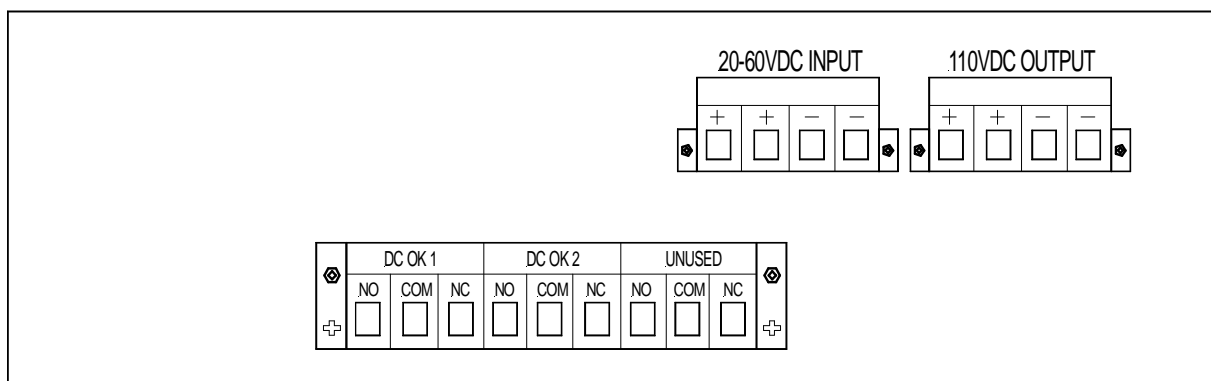 20-60VDC INPUT 110VDC OUTPUT
+ + − − + + − −
DC OK 1 DC OK 2 UNUSED
NO COM NC NO COM NC NO COM NC